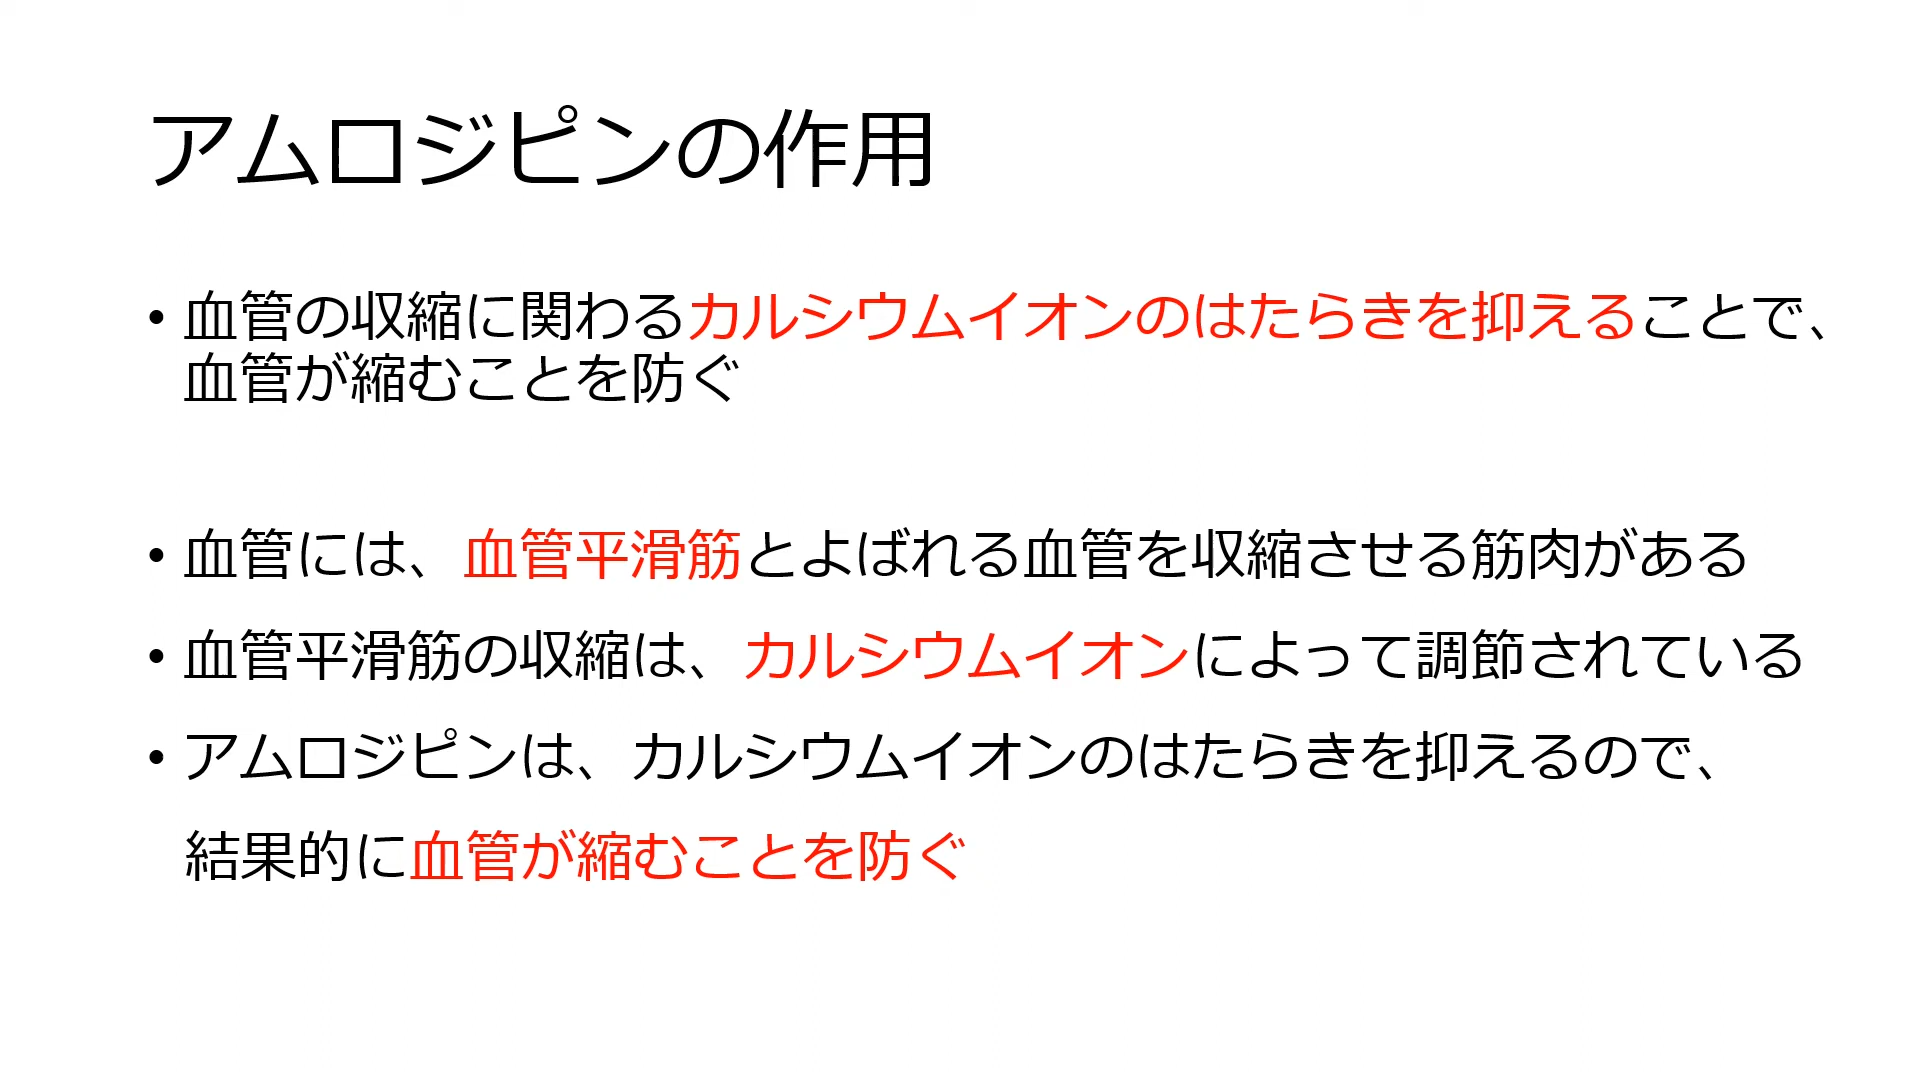 アムロジピンの作用
• 血管の収縮に関わるカルシウムイオンのはたらきを抑えることで、
血管が縮むことを防ぐ
• 血管には、血管平滑筋とよばれる血管を収縮させる筋肉がある
• 血管平滑筋の収縮は、カルシウムイオンによって調節されている
• アムロジピンは、カルシウムイオンのはたらきを抑えるので、
結果的に血管が縮むことを防ぐ